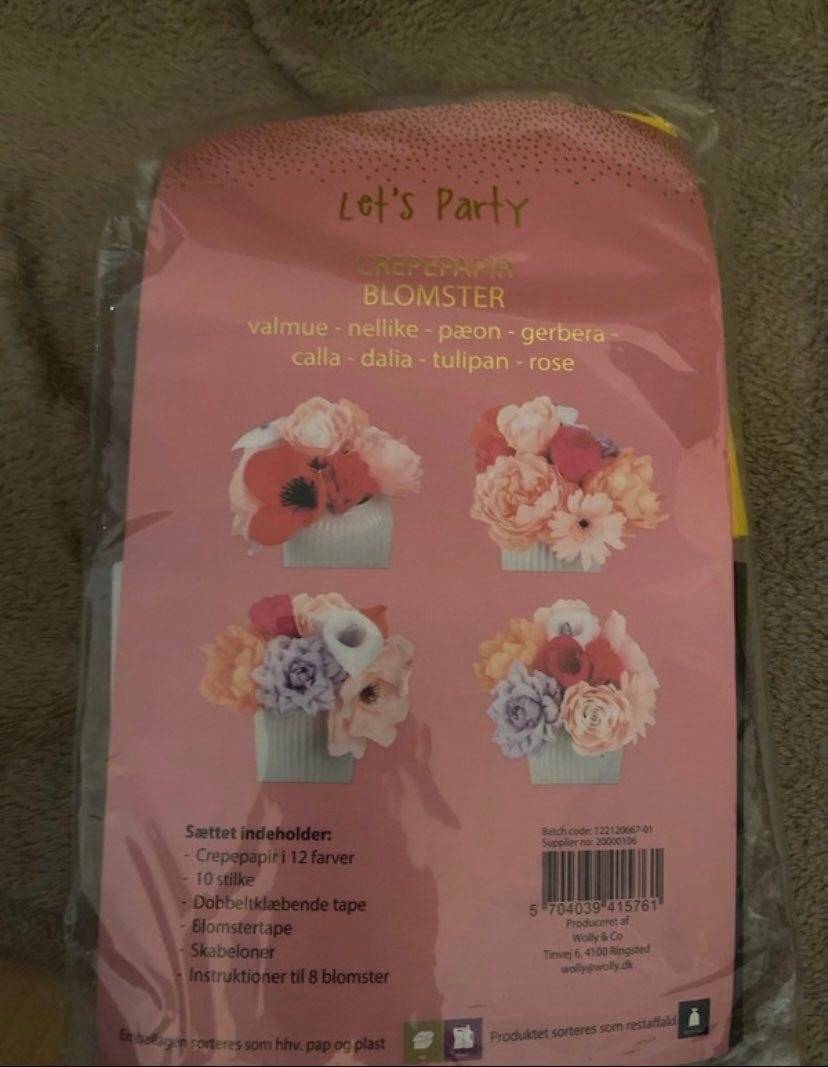 Let's Party
CREPEPAPIR
BLOMSTER
valmue - nellike - pæon - gerbera -
calla - dalia - tulipan - rose
Sættet indeholder:
- Crepepapir i 12 farver
- 10 stilke
- Dobbeltklæbende tape
- Blomstertape
- Skabeloner
- Instruktioner til 8 blomster
Batch code: 122120667-01
Supplier no: 20000106
5 704039 415761
Produceret af
Wolly & Co
Tinvej 6, 4100 Ringsted
wolly@wolly.dk
Emballagen sorteres som hhv. pap og plast
Produktet sorteres som restaffald